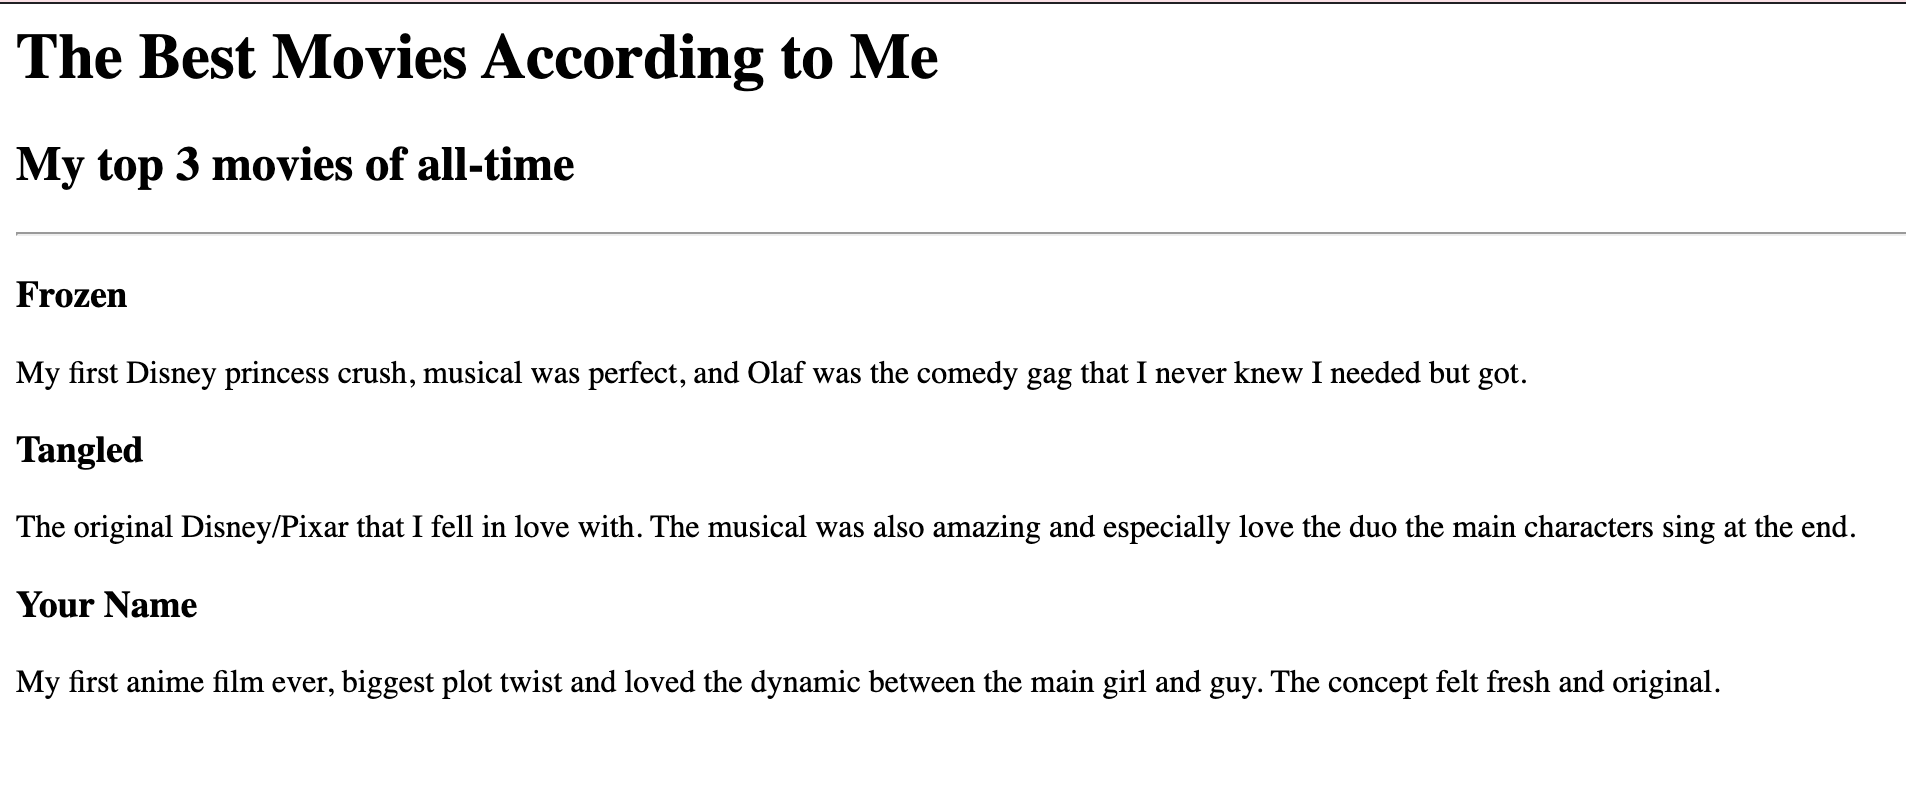 The Best Movies According to Me
My top 3 movies of all-time
Frozen
My first Disney princess crush, musical was perfect, and Olaf was the comedy gag that I never knew I needed but got.
Tangled
The original Disney/Pixar that I fell in love with. The musical was also amazing and especially love the duo the main characters sing at the end.
Your Name
My first anime film ever, biggest plot twist and loved the dynamic between the main girl and guy. The concept felt fresh and original.